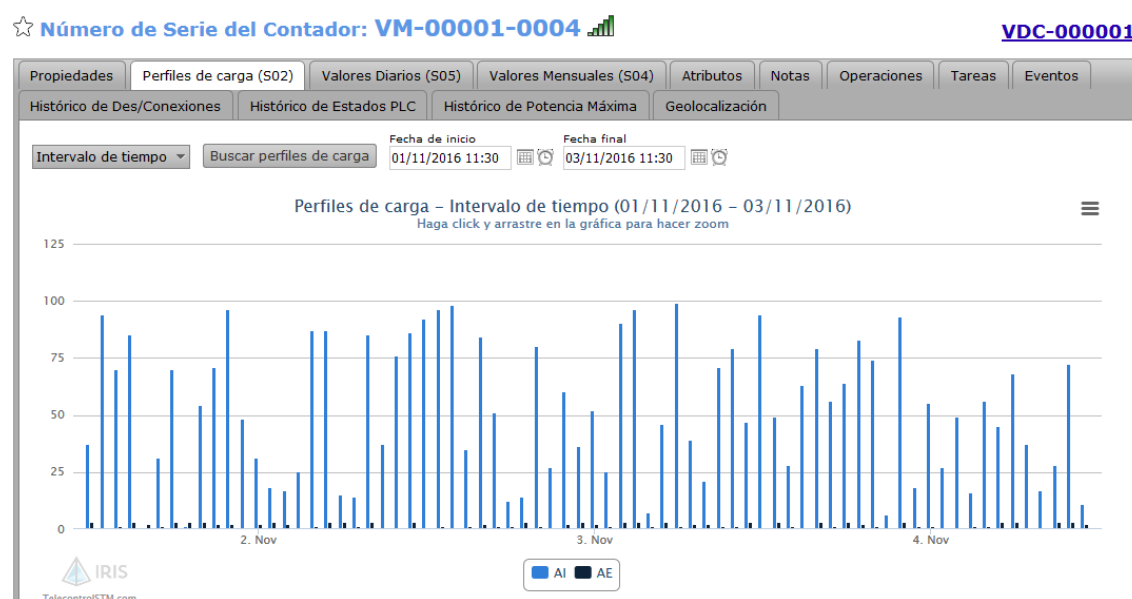 Número de Serie del Contador: VM-00001-0004
VDC-000001
Propiedades Perfiles de carga (S02) Valores Diarios (S05) Valores Mensuales (S04) Atributos Notas Operaciones Tareas Eventos
Histórico de Des/Conexiones Histórico de Estados PLC Histórico de Potencia Máxima Geolocalización
Fecha de inicio Fecha final
Intervalo de tiempo Buscar perfiles de carga 01/11/2016 11:30 03/11/2016 11:30
Perfiles de carga – Intervalo de tiempo (01/11/2016 – 03/11/2016)
Haga click y arrastre en la gráfica para hacer zoom
125
100
75
50
25
0
2. Nov 3. Nov 4. Nov
AI AE
IRIS
TelecontrolSTM.com